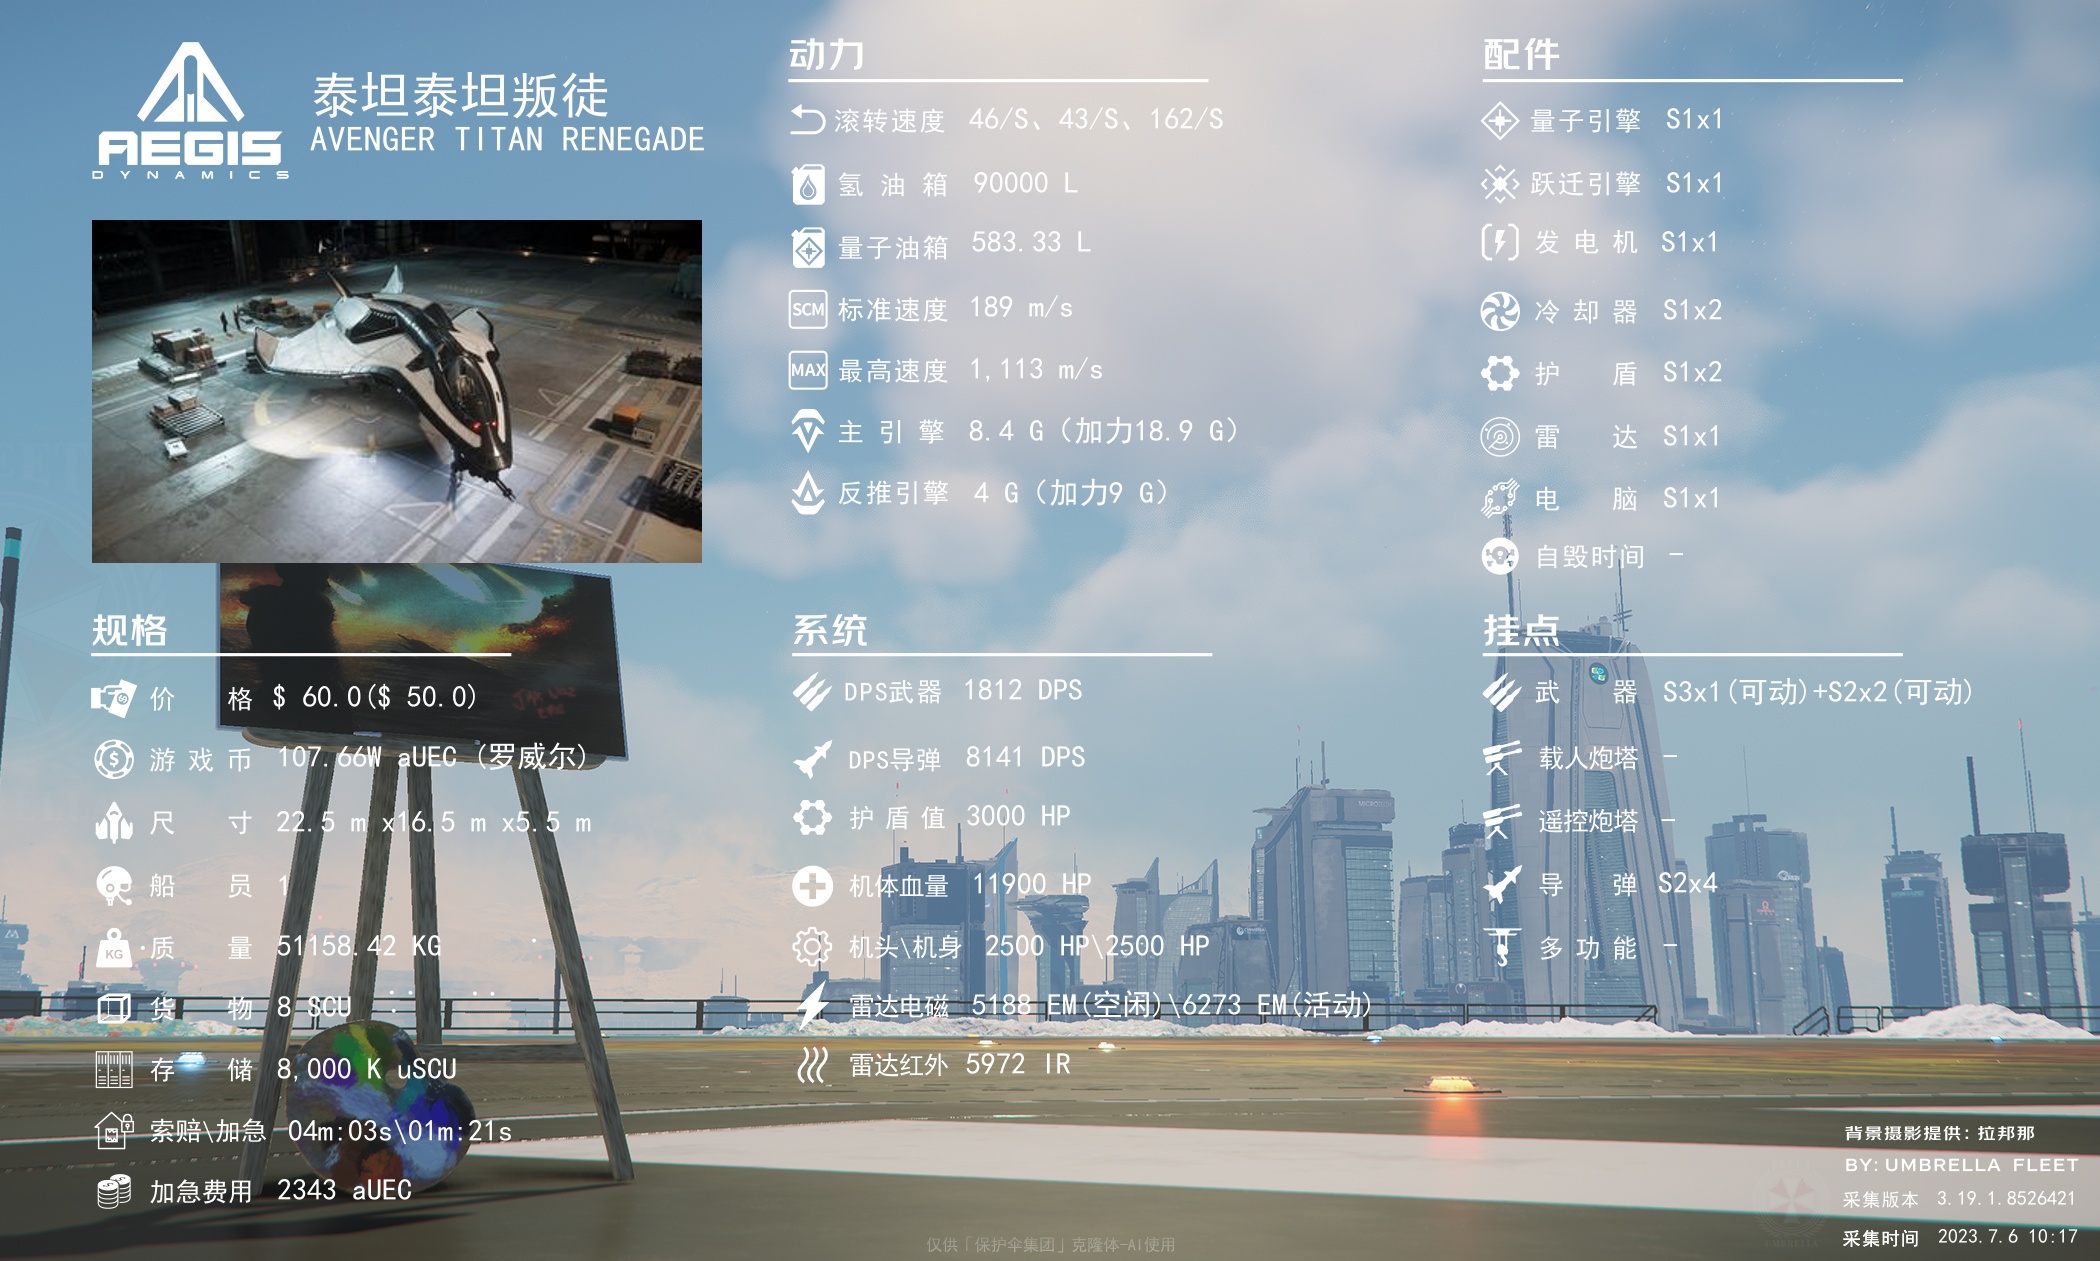 AEGIS
DYNAMICS
泰坦泰坦叛徒
AVENGER TITAN RENEGADE
动力
滚转速度 46/S、43/S、162/S
氢油箱 90000 L
量子油箱 583.33 L
SCM 标准速度 189 m/s
MAX 最高速度 1,113 m/s
主引擎 8.4 G（加力18.9 G）
反推引擎 4 G（加力9 G）
配件
量子引擎 S1x1
跃迁引擎 S1x1
发电机 S1x1
冷却器 S1x2
护盾 S1x2
雷达 S1x1
电脑 S1x1
自毁时间 -
规格
价格 $ 60.0($ 50.0)
游戏币 107.66W aUEC (罗威尔)
尺寸 22.5 m x16.5 m x5.5 m
船员 1
KG 质量 51158.42 KG
货物 8 SCU
存储 8,000 K uSCU
索赔\加急 04m:03s\01m:21s
加急费用 2343 aUEC
系统
DPS武器 1812 DPS
DPS导弹 8141 DPS
护盾值 3000 HP
机体血量 11900 HP
机头\机身 2500 HP\2500 HP
雷达电磁 5188 EM(空闲)\6273 EM(活动)
雷达红外 5972 IR
挂点
武器 S3x1(可动)+S2x2(可动)
载人炮塔 -
遥控炮塔 -
导弹 S2x4
多功能 -
背景摄影提供：拉邦那
BY: UMBRELLA FLEET
采集版本 3.19.1.8526421
采集时间 2023.7.6 10:17
仅供「保护伞集团」克隆体-AI使用